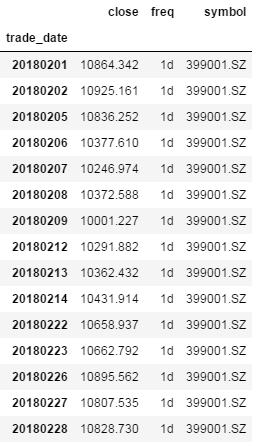 close freq symbol
trade_date
20180201 10864.342 1d 399001.SZ
20180202 10925.161 1d 399001.SZ
20180205 10836.252 1d 399001.SZ
20180206 10377.610 1d 399001.SZ
20180207 10246.974 1d 399001.SZ
20180208 10372.588 1d 399001.SZ
20180209 10001.227 1d 399001.SZ
20180212 10291.882 1d 399001.SZ
20180213 10362.432 1d 399001.SZ
20180214 10431.914 1d 399001.SZ
20180222 10658.937 1d 399001.SZ
20180223 10662.792 1d 399001.SZ
20180226 10895.562 1d 399001.SZ
20180227 10807.535 1d 399001.SZ
20180228 10828.730 1d 399001.SZ